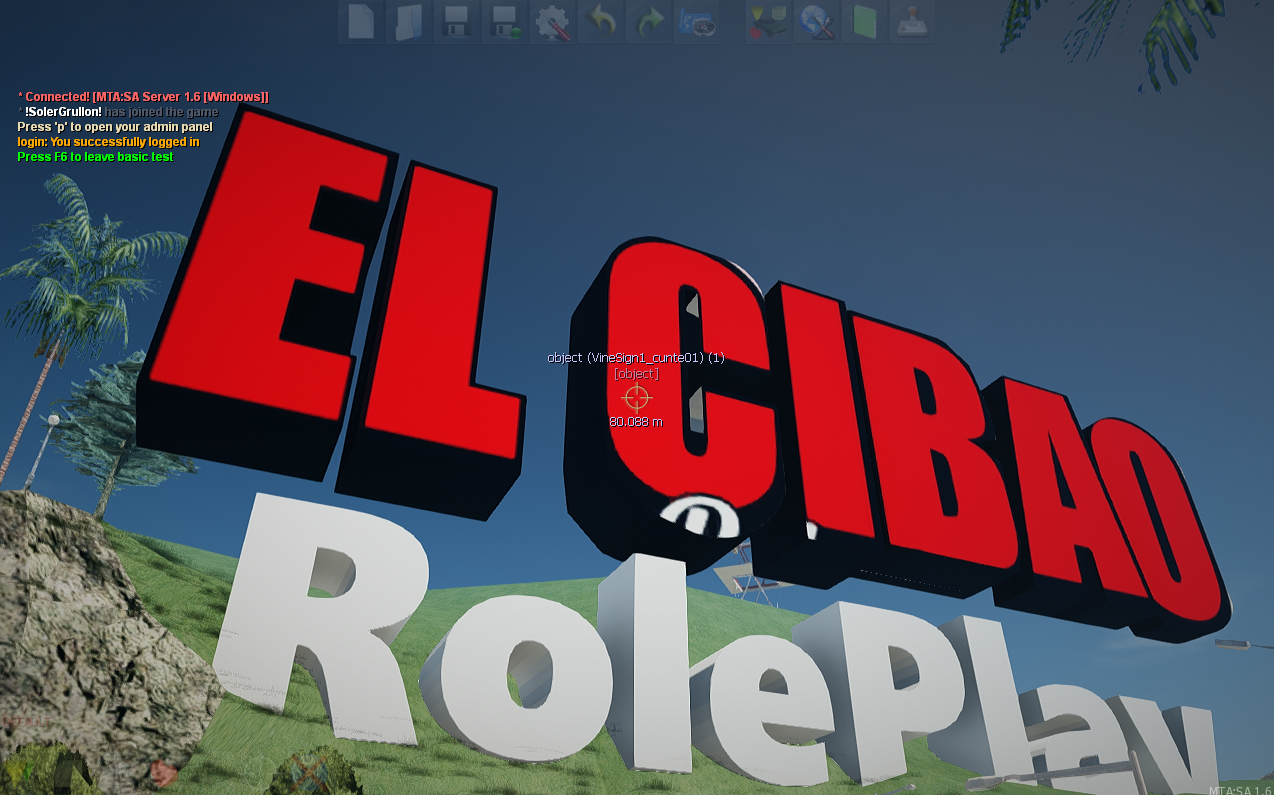 * Connected! [MTA:SA Server 1.6 [Windows]]
* !SolerGrullon! has joined the game
Press 'p' to open your admin panel
login: You successfully logged in
Press F6 to leave basic test
EL CIBAO
object (VineSign1_cunte01) (1)
[object]
80.088 m
RolePlay
MTA:SA 1.6